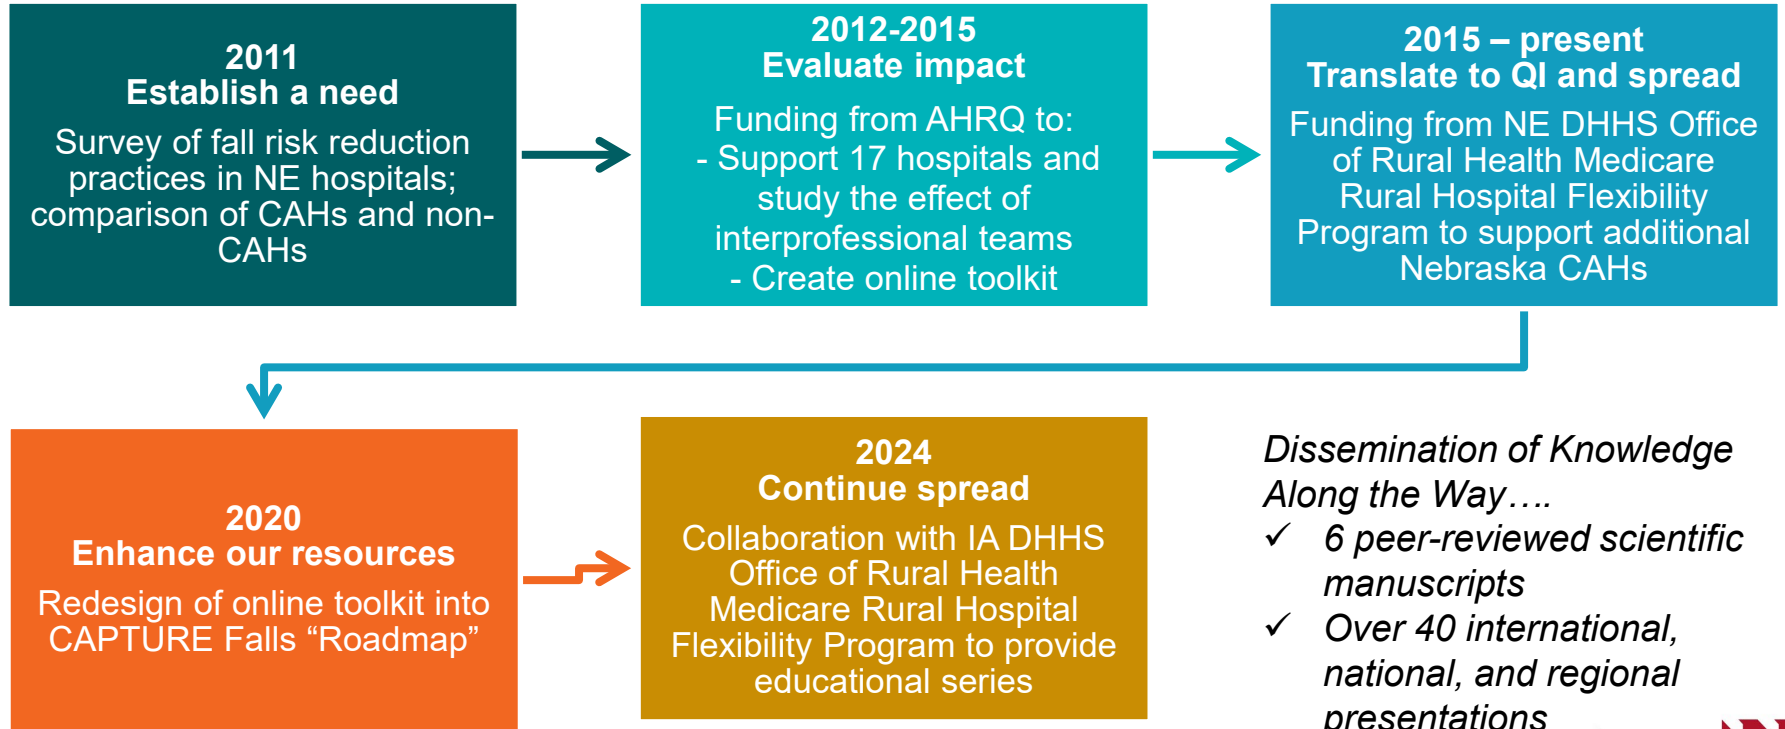 2011
Establish a need
Survey of fall risk reduction
practices in NE hospitals;
comparison of CAHs and non-
CAHs
2012-2015
Evaluate impact
Funding from AHRQ to:
- Support 17 hospitals and
study the effect of
interprofessional teams
- Create online toolkit
2015 – present
Translate to QI and spread
Funding from NE DHHS Office
of Rural Health Medicare
Rural Hospital Flexibility
Program to support additional
Nebraska CAHs
2020
Enhance our resources
Redesign of online toolkit into
CAPTURE Falls “Roadmap”
2024
Continue spread
Collaboration with IA DHHS
Office of Rural Health
Medicare Rural Hospital
Flexibility Program to provide
educational series
Dissemination of Knowledge
Along the Way….
✓ 6 peer-reviewed scientific
manuscripts
✓ Over 40 international,
national, and regional
presentations